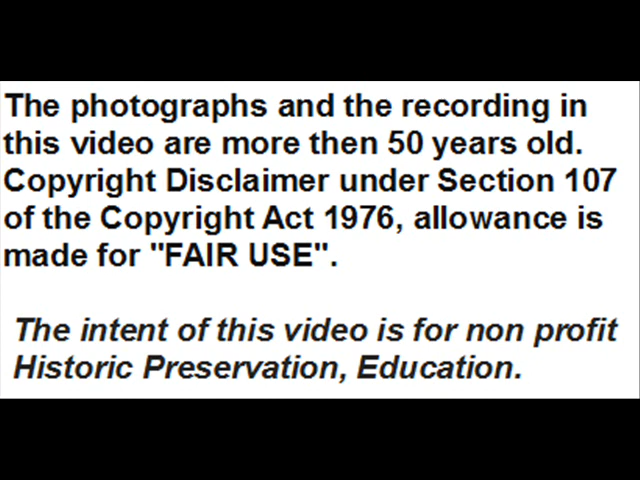 The photographs and the recording in
this video are more then 50 years old.
Copyright Disclaimer under Section 107
of the Copyright Act 1976, allowance is
made for "FAIR USE".
The intent of this video is for non profit
Historic Preservation, Education.